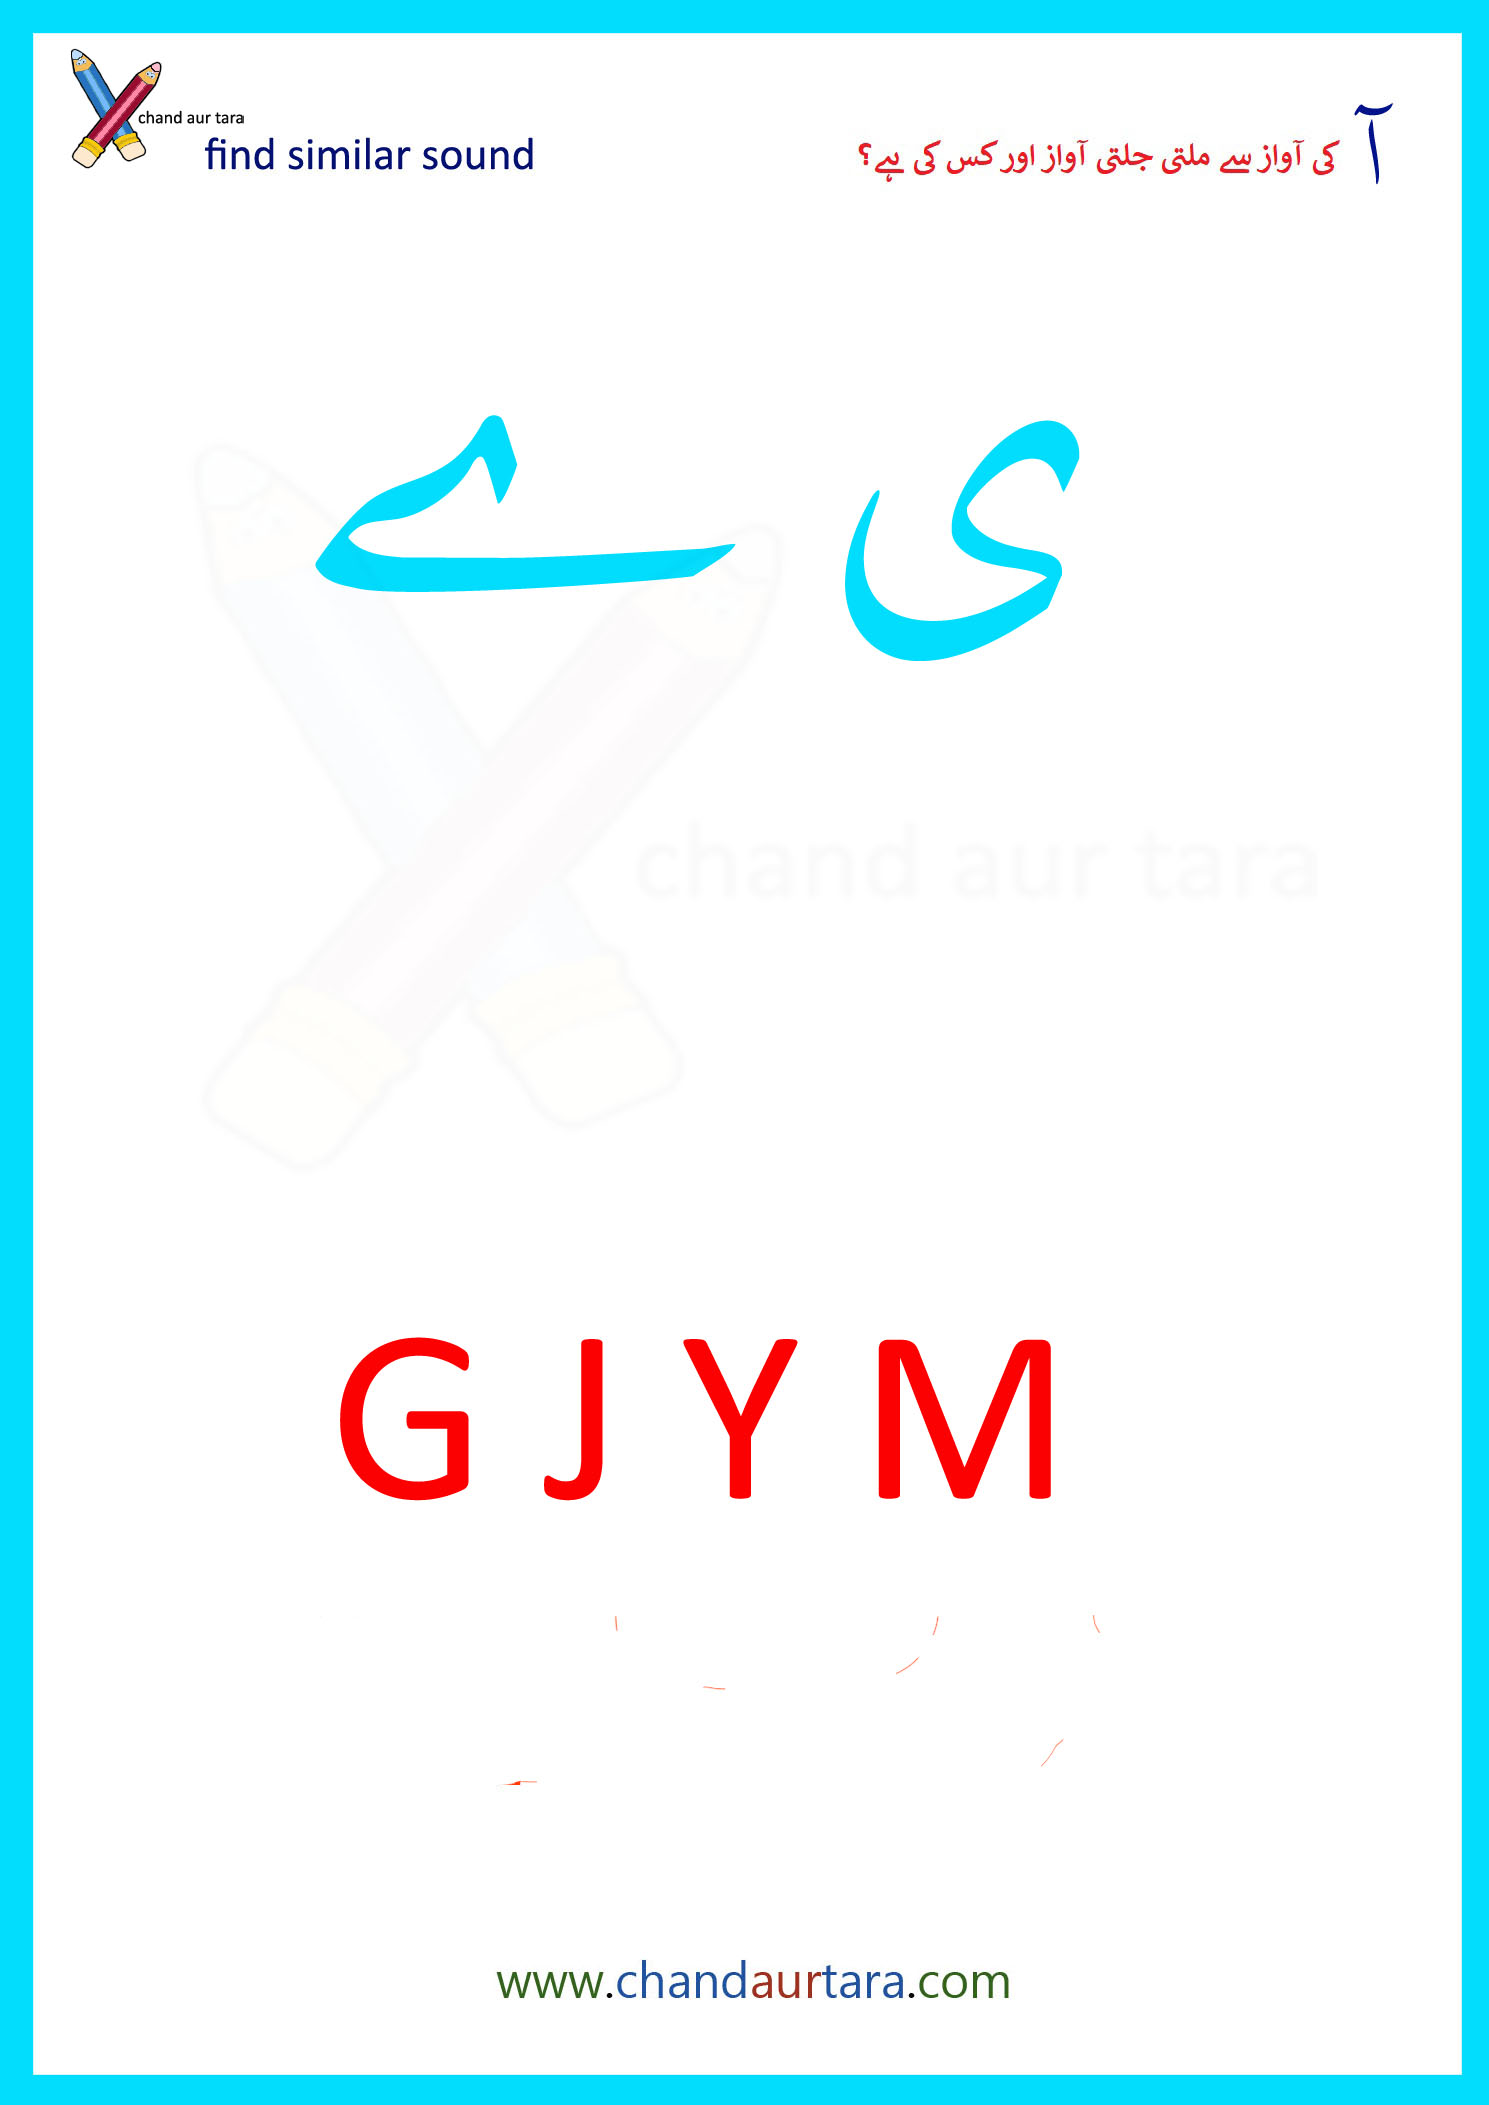 chand aur tara
find similar sound
آ کی آواز سے ملتی جلتی آواز اور کس کی ہے؟
ی ے
chand aur tara
G J Y M
www.chandaurtara.com